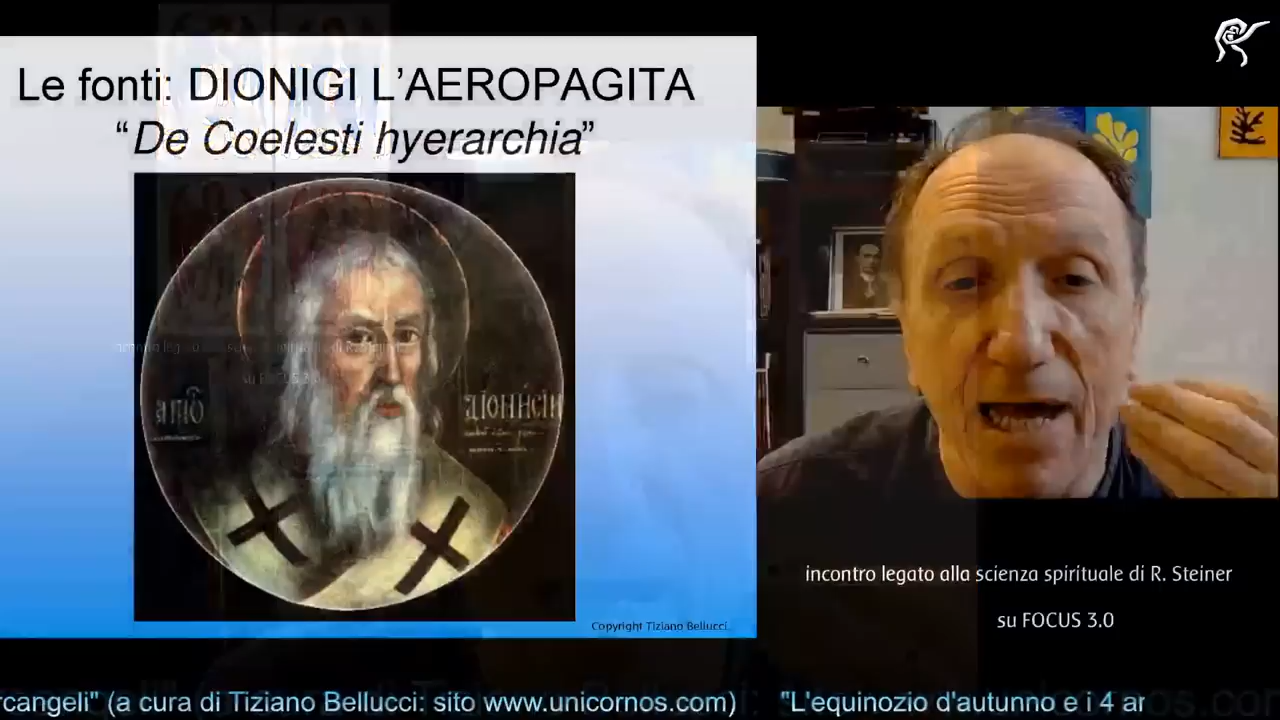 Le fonti: DIONIGI L’AEROPAGITA
“De Coelesti hyerarchia”
Copyright Tiziano Bellucci
incontro legato alla scienza spirituale di R. Steiner
su FOCUS 3.0
rcangeli" (a cura di Tiziano Bellucci: sito www.unicornos.com) "L'equinozio d'autunno e i 4 ar